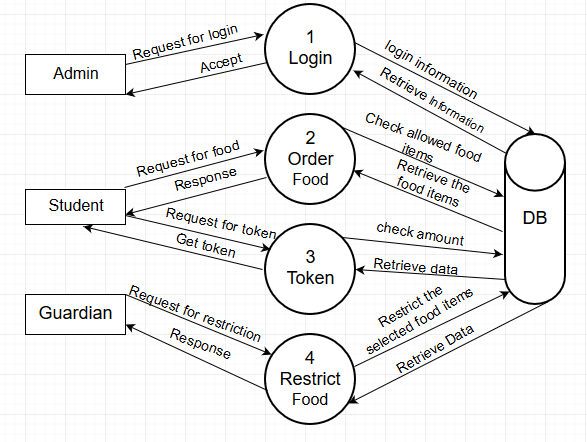 1
Login
Request for login
Accept
Admin
login information
Retrieve Information
2
Order
Food
Request for food
Response
Student
Check allowed food
items
Retrieve the
food items
DB
Request for token
Get token
3
Token
check amount
Retrieve data
Guardian
Request for restriction
Response
4
Restrict
Food
Restrict the
selected food items
Retrieve Data